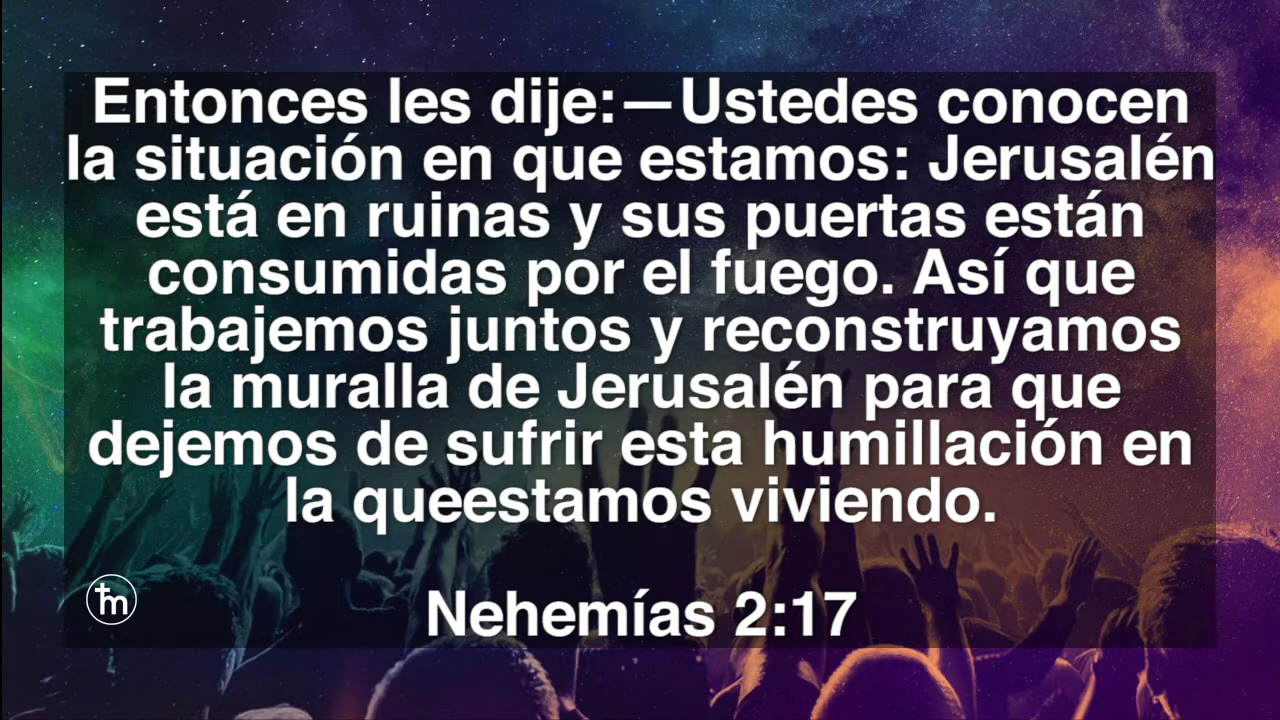 Entonces les dije:—Ustedes conocen
la situación en que estamos: Jerusalén
está en ruinas y sus puertas están
consumidas por el fuego. Así que
trabajemos juntos y reconstruyamos
la muralla de Jerusalén para que
dejemos de sufrir esta humillación en
la queestamos viviendo.
Nehemías 2:17
tm